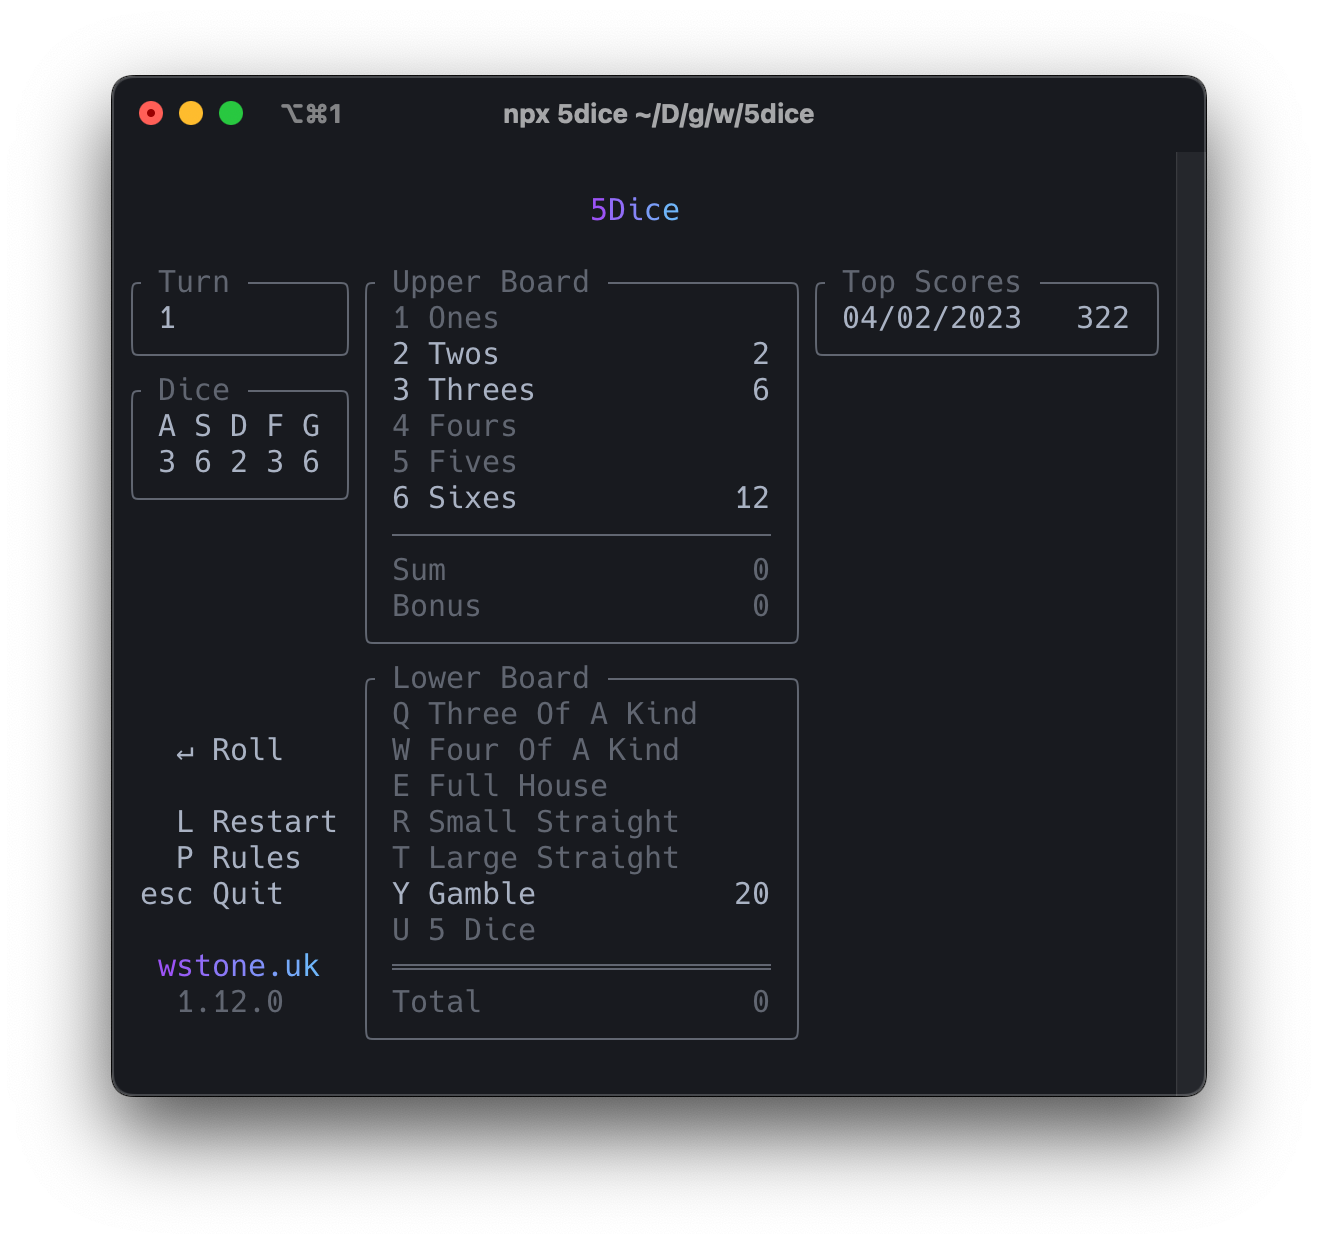 ⌥⌘1 npx 5dice ~/D/g/w/5dice
5Dice
Turn
1
Dice
A S D F G
3 6 2 3 6
↵ Roll
L Restart
P Rules
esc Quit
wstone.uk
1.12.0
Upper Board
1 Ones
2 Twos 2
3 Threes 6
4 Fours
5 Fives
6 Sixes 12
Sum 0
Bonus 0
Lower Board
Q Three Of A Kind
W Four Of A Kind
E Full House
R Small Straight
T Large Straight
Y Gamble 20
U 5 Dice
Total 0
Top Scores
04/02/2023 322